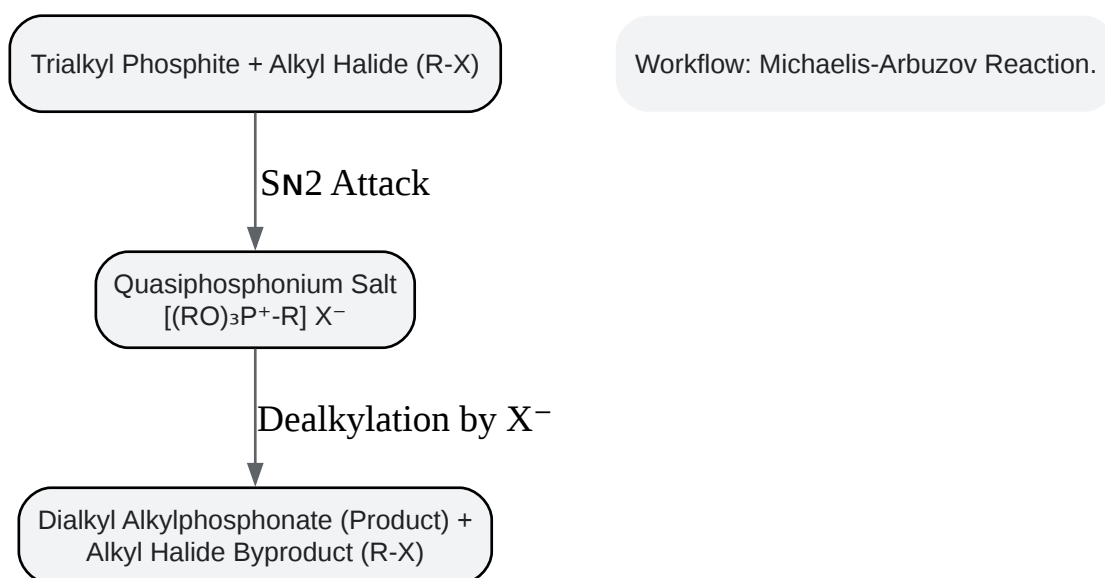 Trialkyl Phosphite + Alkyl Halide (R-X)
Workflow: Michaelis-Arbuzov Reaction.
Sɴ2 Attack
Quasiphosphonium Salt
[(RO)₃P⁺-R] X⁻
Dealkylation by X⁻
Dialkyl Alkylphosphonate (Product) +
Alkyl Halide Byproduct (R-X)